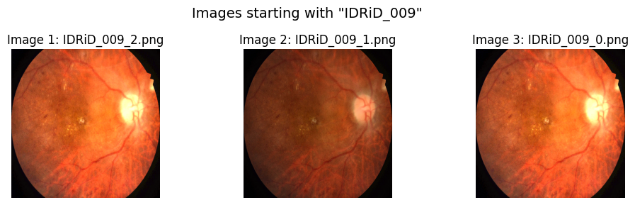 Images starting with "IDRiD_009"
Image 1: IDRiD_009_2.png
Image 2: IDRiD_009_1.png
Image 3: IDRiD_009_0.png